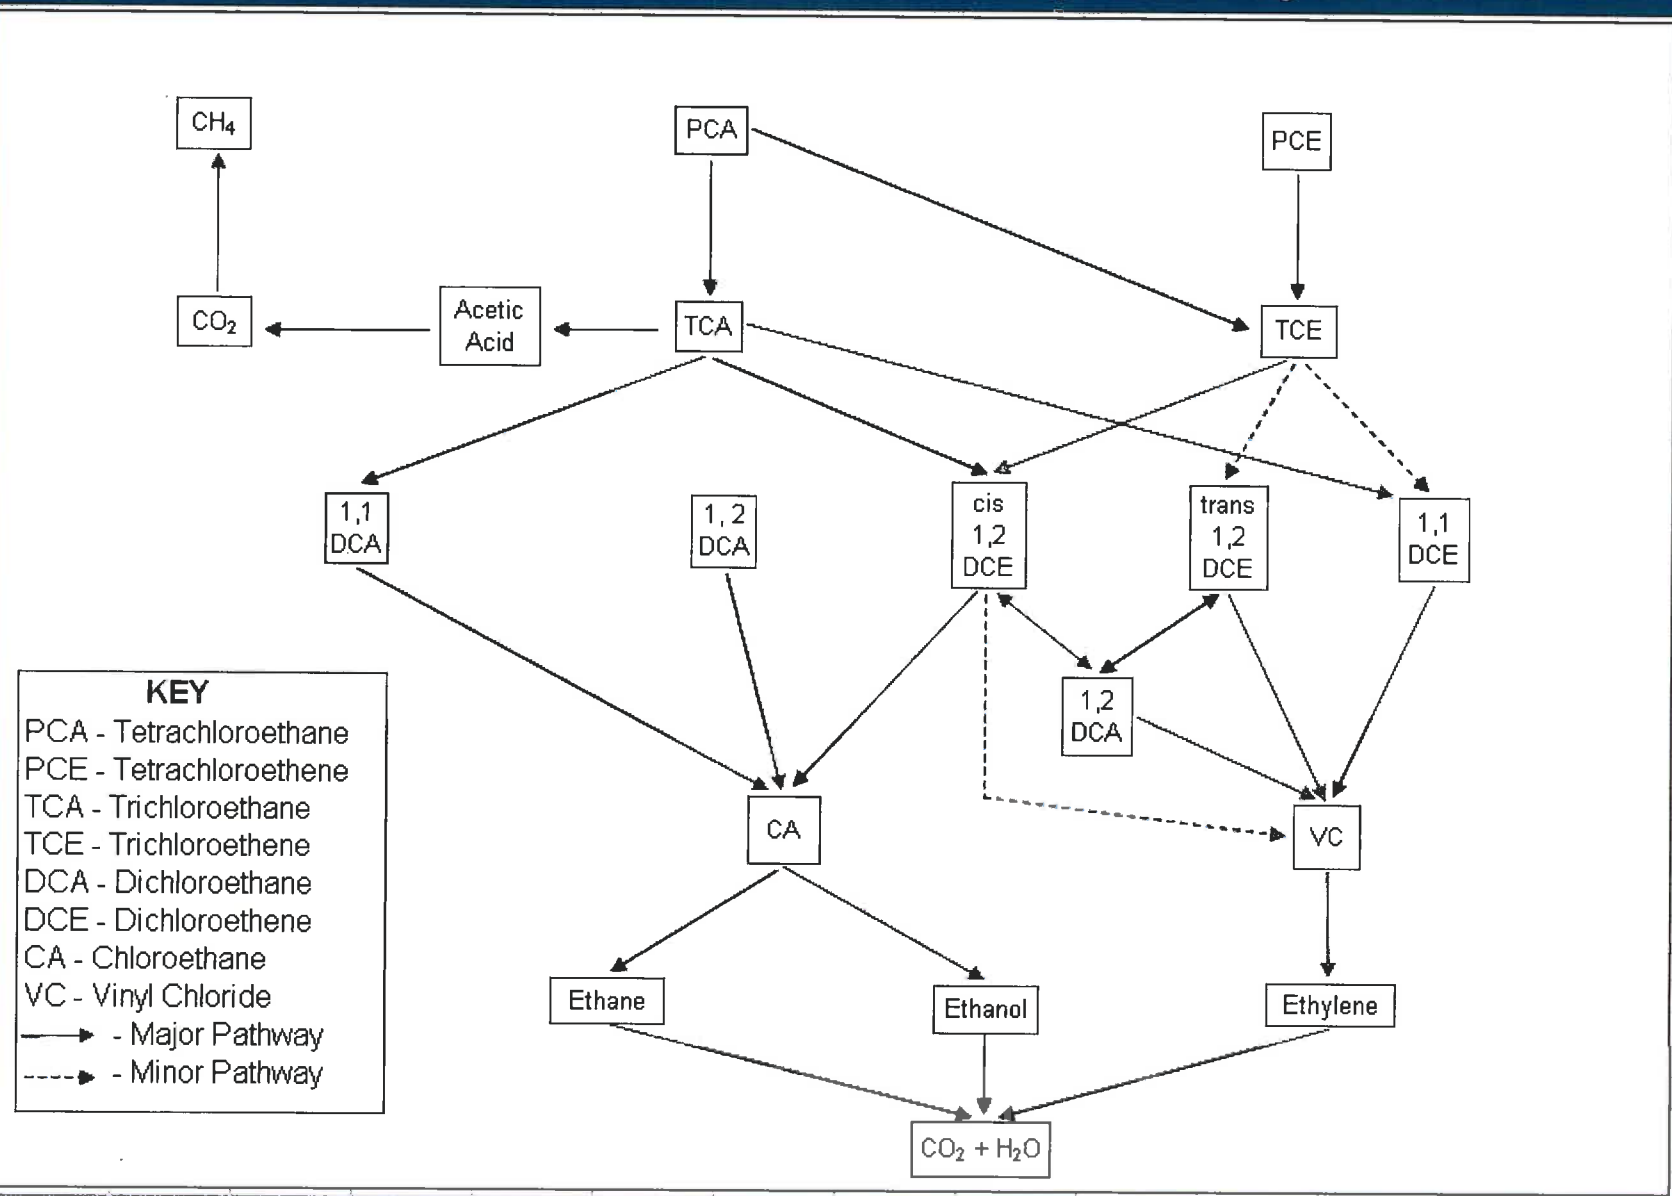 CH₄
PCA
PCE
CO₂
Acetic
Acid
TCA
TCE
1,1
DCA
1, 2
DCA
cis
1,2
DCE
trans
1,2
DCE
1,1
DCE
1,2
DCA
CA
VC
Ethane
Ethanol
Ethylene
CO₂ + H₂O
KEY
PCA - Tetrachloroethane
PCE - Tetrachloroethene
TCA - Trichloroethane
TCE - Trichloroethene
DCA - Dichloroethane
DCE - Dichloroethene
CA - Chloroethane
VC - Vinyl Chloride
- Major Pathway
- Minor Pathway